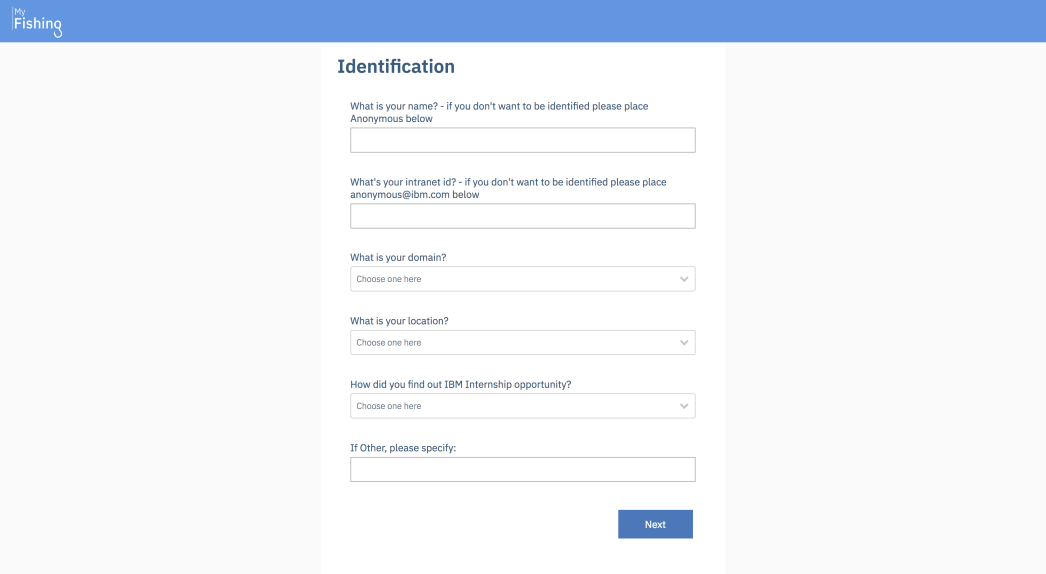 My
Fishing
Identification
What is your name? - if you don't want to be identified please place
Anonymous below
What's your intranet id? - if you don't want to be identified please place
anonymous@ibm.com below
What is your domain?
Choose one here
What is your location?
Choose one here
How did you find out IBM Internship opportunity?
Choose one here
If Other, please specify:
Next